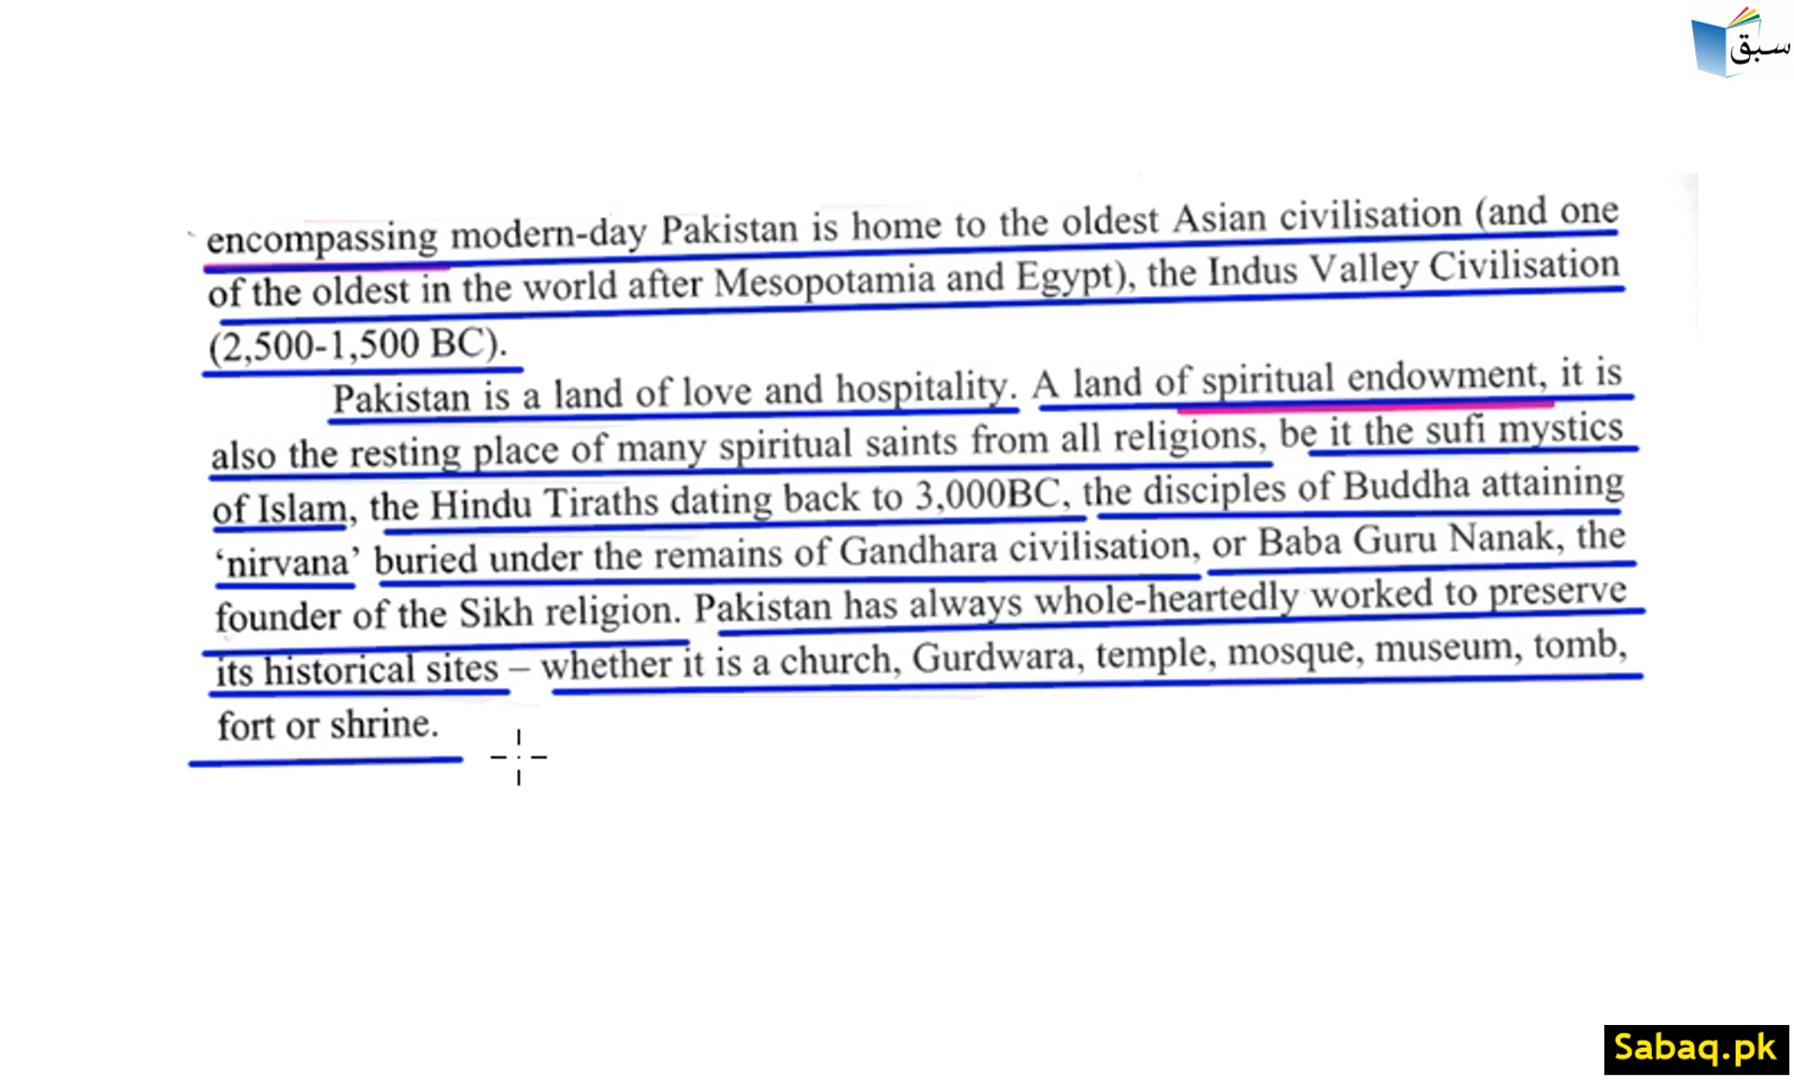 سبق
encompassing modern-day Pakistan is home to the oldest Asian civilisation (and one
of the oldest in the world after Mesopotamia and Egypt), the Indus Valley Civilisation
(2,500-1,500 BC).
Pakistan is a land of love and hospitality. A land of spiritual endowment, it is
also the resting place of many spiritual saints from all religions, be it the sufi mystics
of Islam, the Hindu Tiraths dating back to 3,000BC, the disciples of Buddha attaining
‘nirvana’ buried under the remains of Gandhara civilisation, or Baba Guru Nanak, the
founder of the Sikh religion. Pakistan has always whole-heartedly worked to preserve
its historical sites – whether it is a church, Gurdwara, temple, mosque, museum, tomb,
fort or shrine.
Sabaq.pk